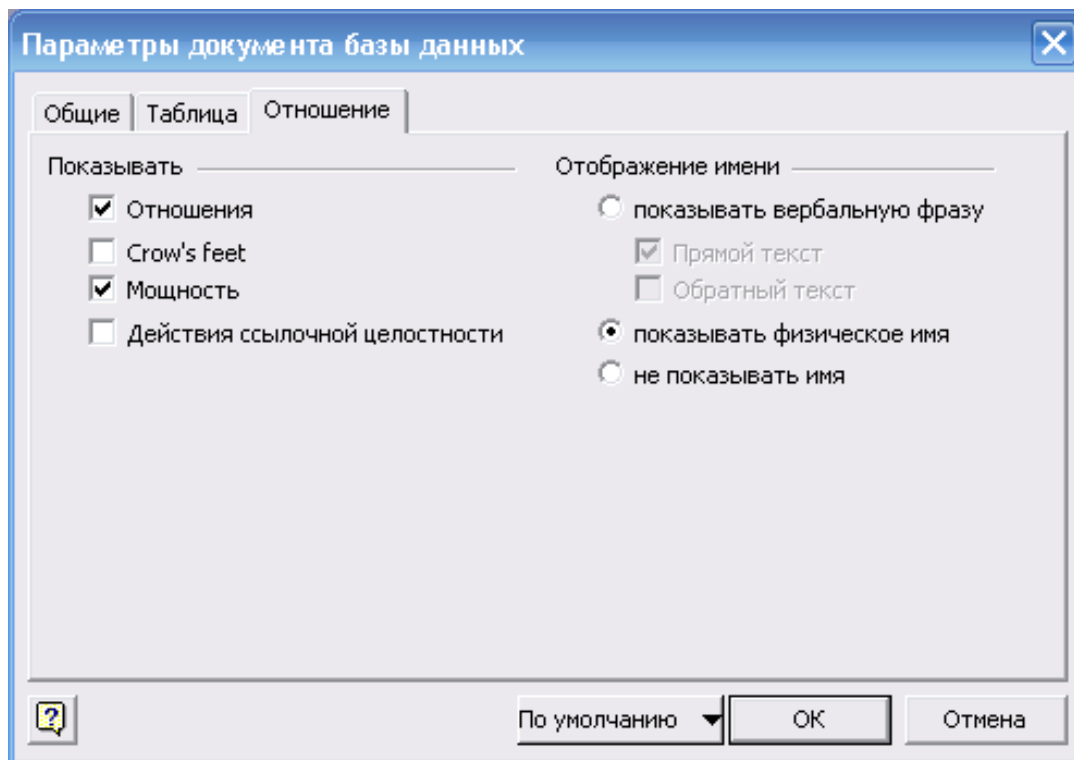 Параметры документа базы данных
Общие Таблица Отношение
Показывать
Отношения
Crow's feet
Мощность
Действия ссылочной целостности
Отображение имени
показывать вербальную фразу
Прямой текст
Обратный текст
показывать физическое имя
не показывать имя
По умолчанию OK Отмена